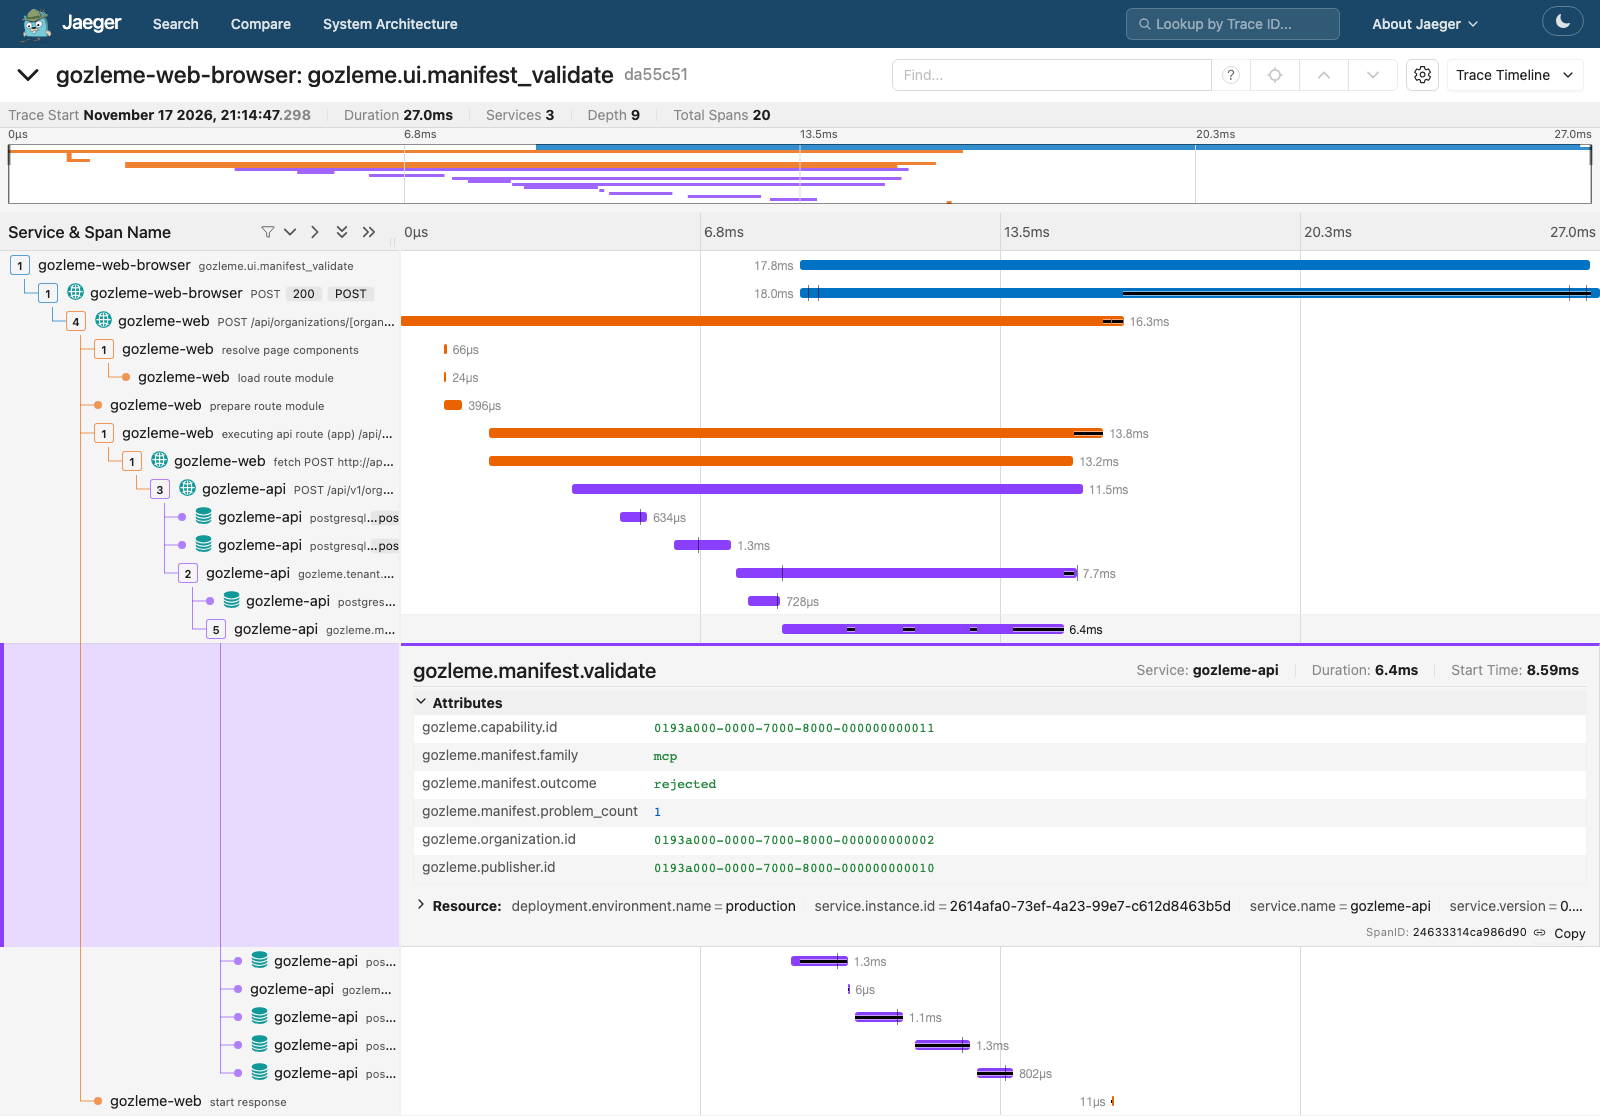 Jaeger Search Compare System Architecture Lookup by Trace ID... About Jaeger
gozleme-web-browser: gozleme.ui.manifest_validate da55c51 Find... ? Trace Timeline
Trace Start November 17 2026, 21:14:47.298 Duration 27.0ms Services 3 Depth 9 Total Spans 20
0μs 6.8ms 13.5ms 20.3ms 27.0ms
Service & Span Name 0μs 6.8ms 13.5ms 20.3ms 27.0ms
1 gozleme-web-browser gozleme.ui.manifest_validate 17.8ms
1 gozleme-web-browser POST 200 POST 18.0ms
4 gozleme-web POST /api/organizations/[organ... 16.3ms
1 gozleme-web resolve page components 66μs
gozleme-web load route module 24μs
gozleme-web prepare route module 396μs
1 gozleme-web executing api route (app) /api/... 13.8ms
1 gozleme-web fetch POST http://ap... 13.2ms
3 gozleme-api POST /api/v1/org... 11.5ms
gozleme-api postgresql...pos 634μs
gozleme-api postgresql...pos 1.3ms
2 gozleme-api gozleme.tenant.... 7.7ms
gozleme-api postgres... 728μs
5 gozleme-api gozleme.m... 6.4ms
gozleme.manifest.validate Service: gozleme-api Duration: 6.4ms Start Time: 8.59ms
Attributes
gozleme.capability.id 0193a000-0000-7000-8000-000000000011
gozleme.manifest.family mcp
gozleme.manifest.outcome rejected
gozleme.manifest.problem_count 1
gozleme.organization.id 0193a000-0000-7000-8000-000000000002
gozleme.publisher.id 0193a000-0000-7000-8000-000000000010
Resource: deployment.environment.name = production service.instance.id = 2614afa0-73ef-4a23-99e7-c612d8463b5d service.name = gozleme-api service.version = 0....
SpanID: 24633314ca986d90 Copy
gozleme-api pos... 1.3ms
gozleme-api gozlem... 6μs
gozleme-api pos... 1.1ms
gozleme-api pos... 1.3ms
gozleme-api pos... 802μs
gozleme-web start response 11μs